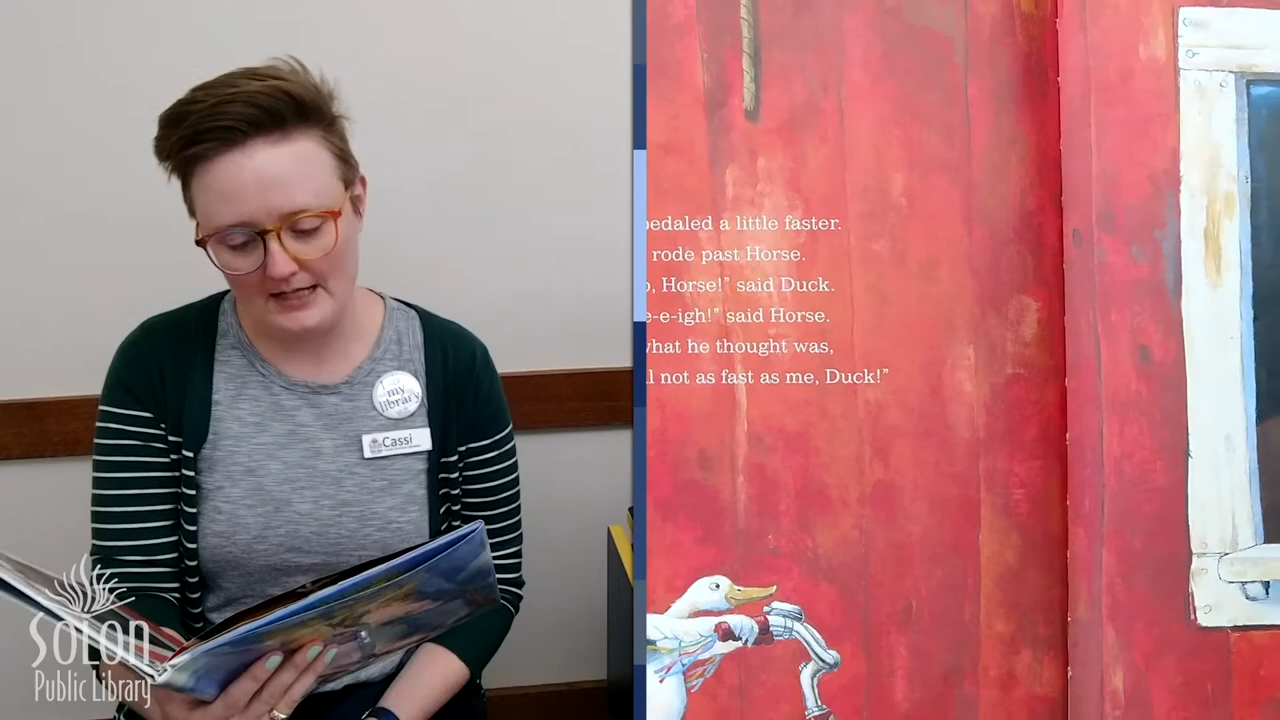 I
my
library
Cassi
SOLON
Public Library
pedaled a little faster.
rode past Horse.
o, Horse!” said Duck.
e-e-igh!” said Horse.
what he thought was,
l not as fast as me, Duck!”